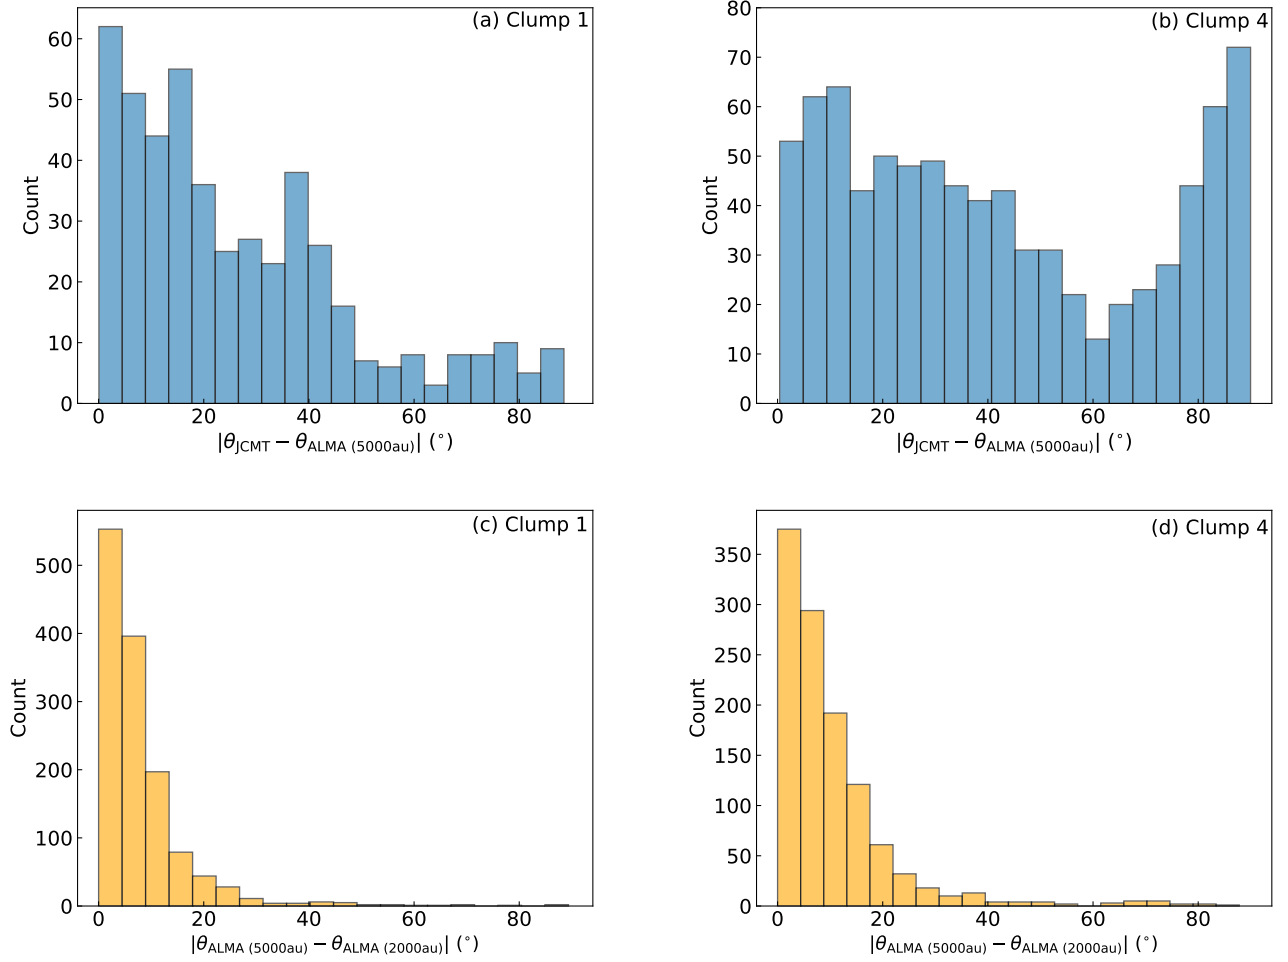 (a) Clump 1
60
50
40
30
20
10
0
Count
0 20 40 60 80
|θJCMT − θALMA (5000au)| (°)
(b) Clump 4
80
70
60
50
40
30
20
10
0
Count
0 20 40 60 80
|θJCMT − θALMA (5000au)| (°)
(c) Clump 1
500
400
300
200
100
0
Count
0 20 40 60 80
|θALMA (5000au) − θALMA (2000au)| (°)
(d) Clump 4
350
300
250
200
150
100
50
0
Count
0 20 40 60 80
|θALMA (5000au) − θALMA (2000au)| (°)